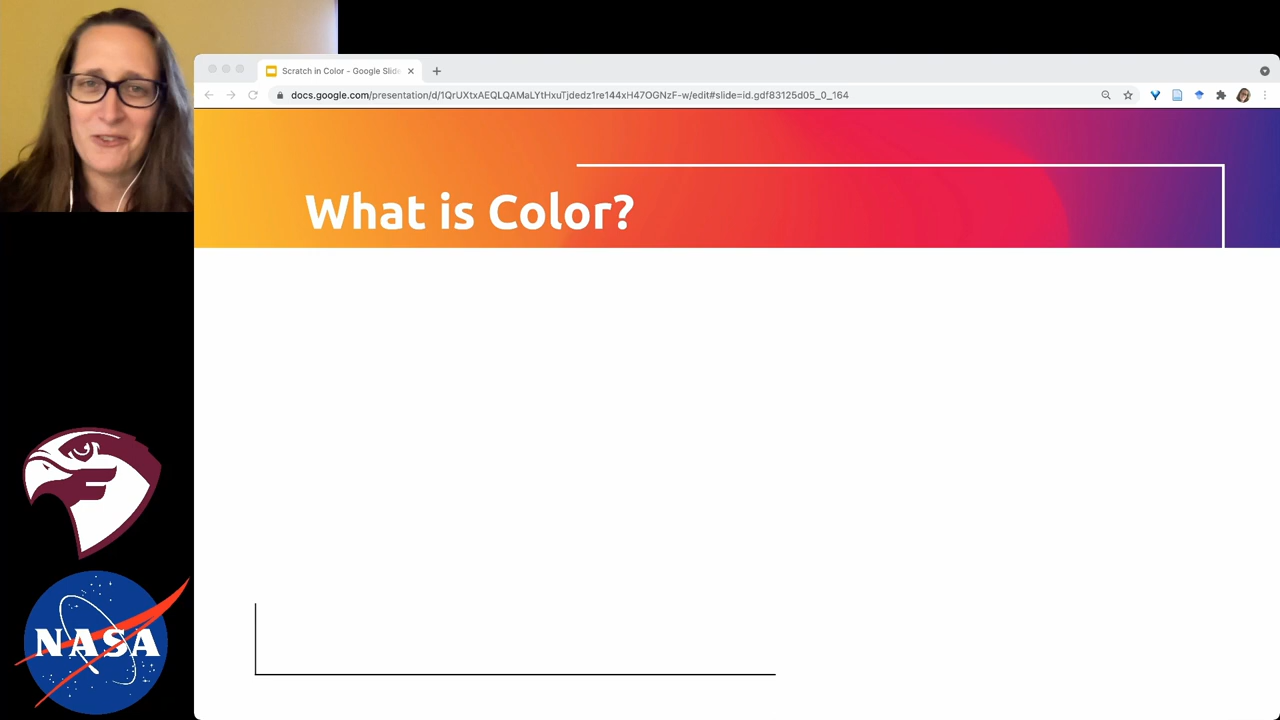 Scratch in Color - Google Slide
docs.google.com/presentation/d/1QrUXtxAEQLQAMaLYtHxuTjdedz1re144xH47OGNzF-w/edit#slide=id.gdf83125d05_0_164
What is Color?
NASA